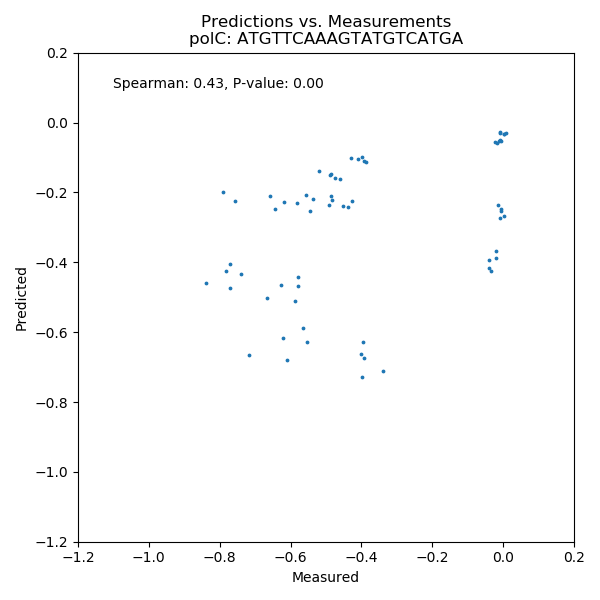 Predictions vs. Measurements
polC: ATGTTCAAAGTATGTCATGA
Spearman: 0.43, P-value: 0.00
0.2
0.0
−0.2
−0.4
−0.6
−0.8
−1.0
−1.2
Predicted
−1.2 −1.0 −0.8 −0.6 −0.4 −0.2 0.0 0.2
Measured